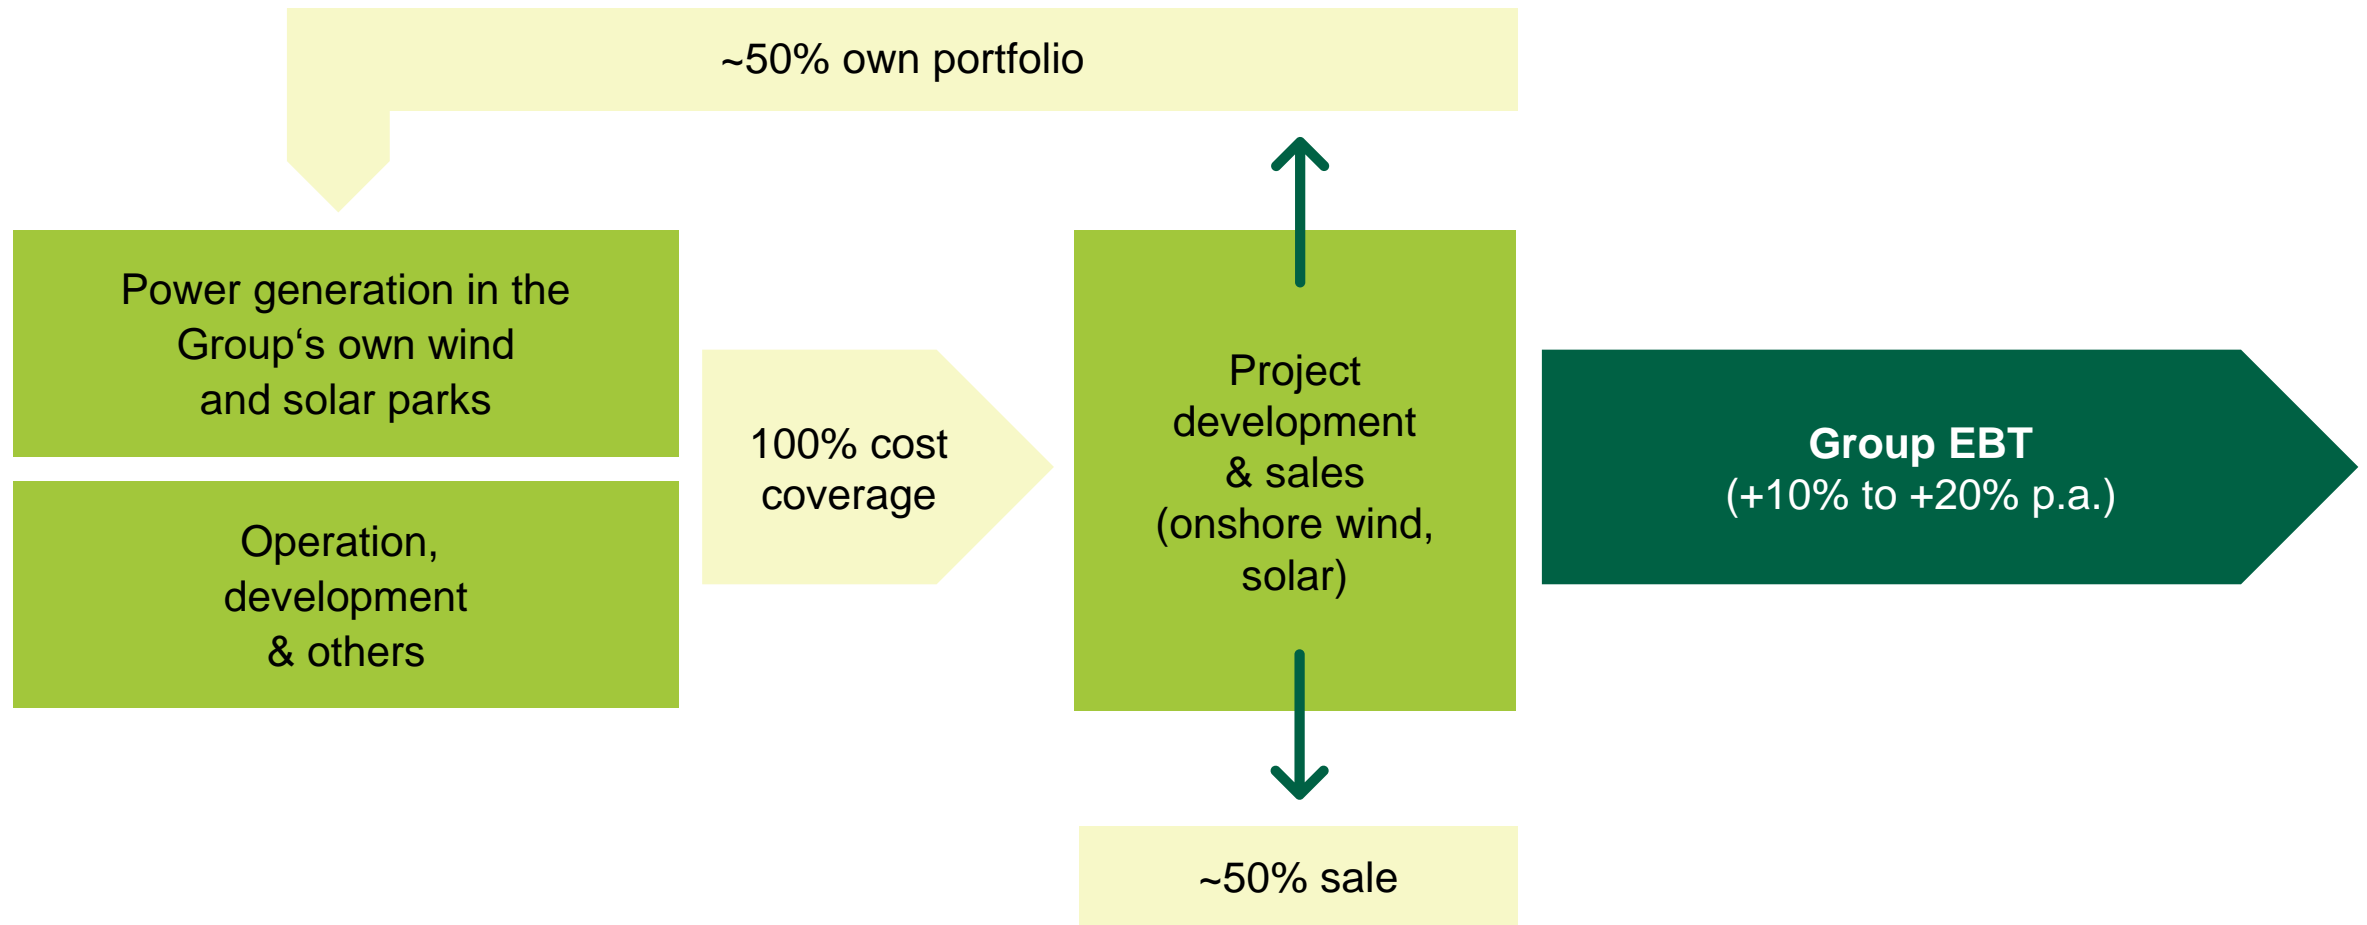 ~50% own portfolio
Power generation in the
Group‘s own wind
and solar parks
Operation,
development
& others
100% cost
coverage
Project
development
& sales
(onshore wind,
solar)
Group EBT
(+10% to +20% p.a.)
~50% sale